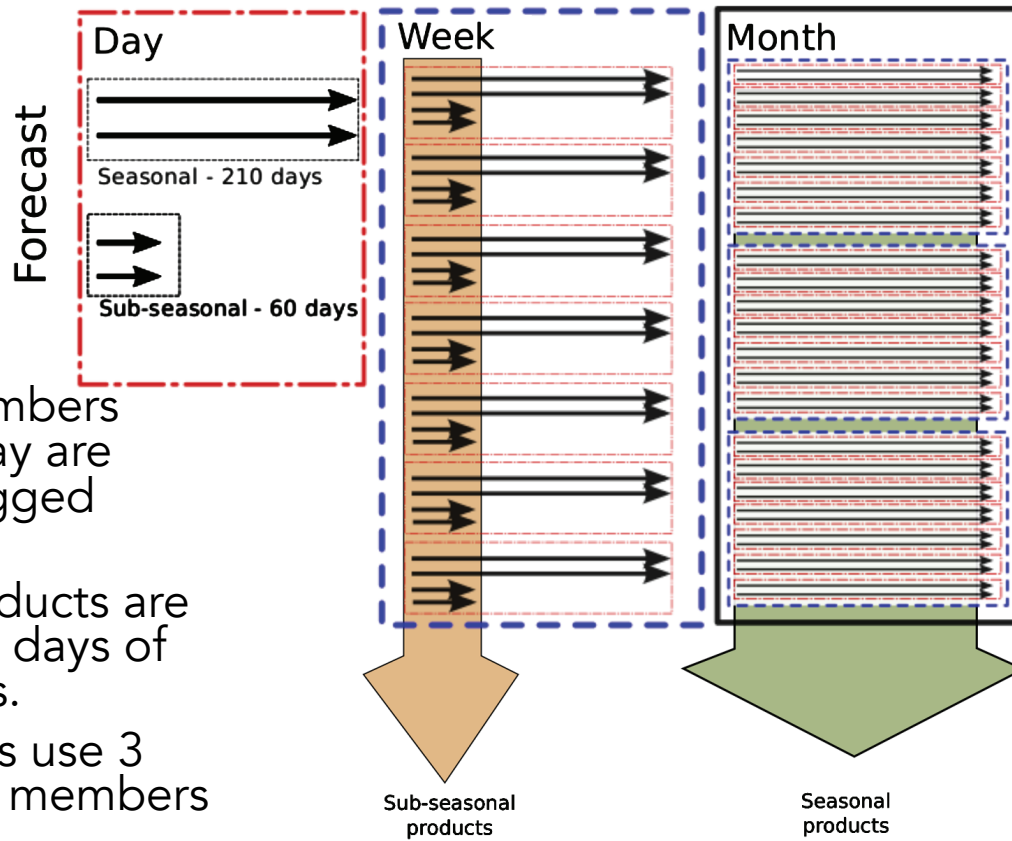 Day
Week
Month
Forecast
Seasonal - 210 days
Sub-seasonal - 60 days
mbers
ay are
gged
ducts are
days of
s.
s use 3
members
Sub-seasonal
products
Seasonal
products